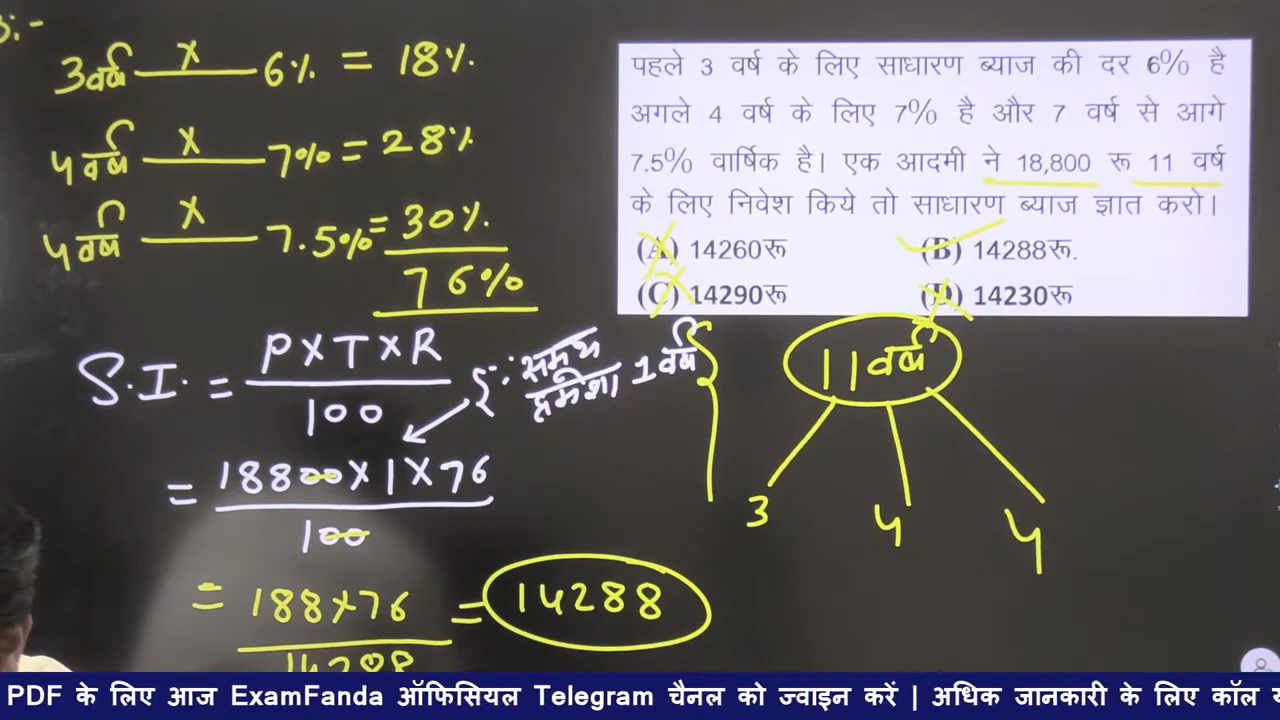 3वर्ष × 6% = 18%
4वर्ष × 7% = 28%
4वर्ष × 7.5% = 30%
76%
S.I. = P×T×R / 100
{∵ समय हमेशा 1 वर्ष }
= 18800×1×76 / 100
= 188×76 = 14288
14288
पहले 3 वर्ष के लिए साधारण ब्याज की दर 6% है
अगले 4 वर्ष के लिए 7% है और 7 वर्ष से आगे
7.5% वार्षिक है। एक आदमी ने 18,800 रू 11 वर्ष
के लिए निवेश किये तो साधारण ब्याज ज्ञात करो।
(A) 14260रू (B) 14288रू.
(C) 14290रू (D) 14230रू
11 वर्ष
3 4 4
PDF के लिए आज ExamFanda ऑफिसियल Telegram चैनल को ज्वाइन करें | अधिक जानकारी के लिए कॉल